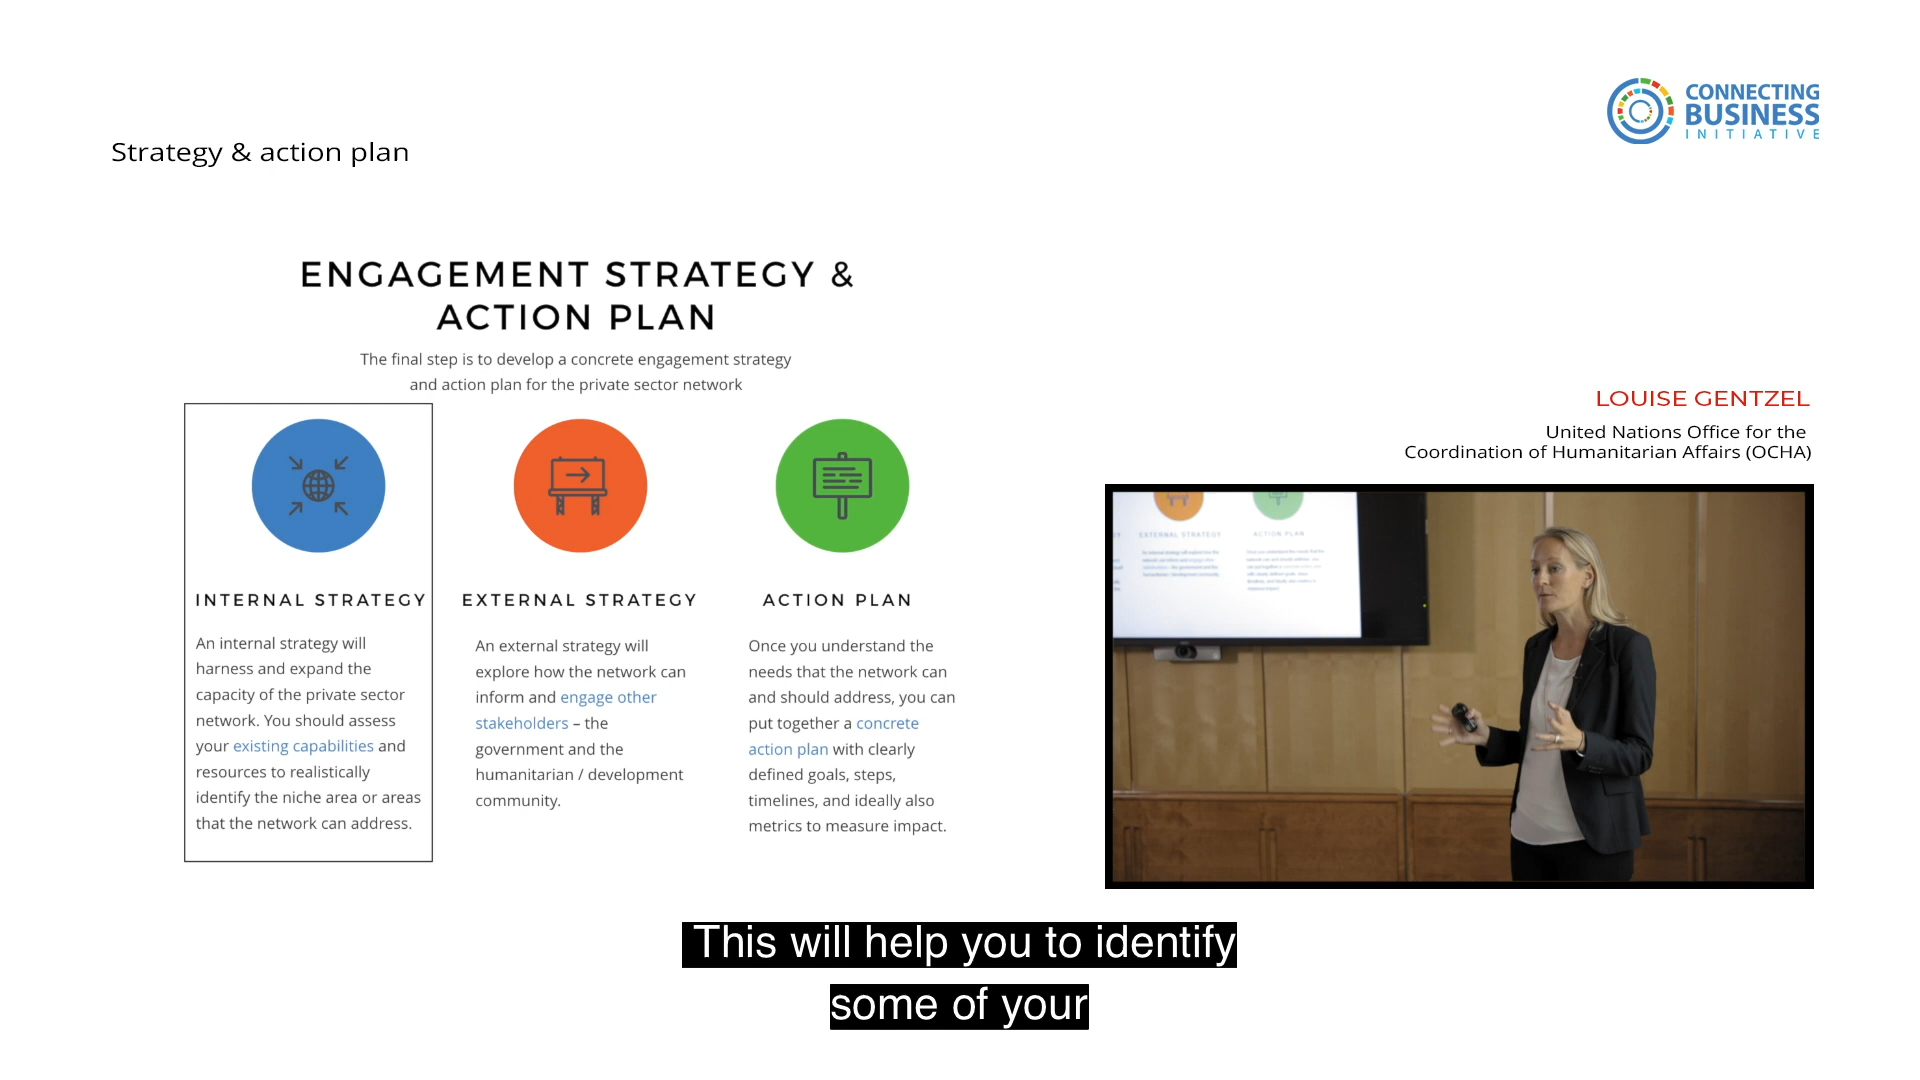 CONNECTING
BUSINESS
INITIATIVE
Strategy & action plan
ENGAGEMENT STRATEGY &
ACTION PLAN
The final step is to develop a concrete engagement strategy
and action plan for the private sector network
INTERNAL STRATEGY
An internal strategy will
harness and expand the
capacity of the private sector
network. You should assess
your existing capabilities and
resources to realistically
identify the niche area or areas
that the network can address.
EXTERNAL STRATEGY
An external strategy will
explore how the network can
inform and engage other
stakeholders – the
government and the
humanitarian / development
community.
ACTION PLAN
Once you understand the
needs that the network can
and should address, you can
put together a concrete
action plan with clearly
defined goals, steps,
timelines, and ideally also
metrics to measure impact.
LOUISE GENTZEL
United Nations Office for the
Coordination of Humanitarian Affairs (OCHA)
EXTERNAL STRATEGY
ACTION PLAN
This will help you to identify
some of your